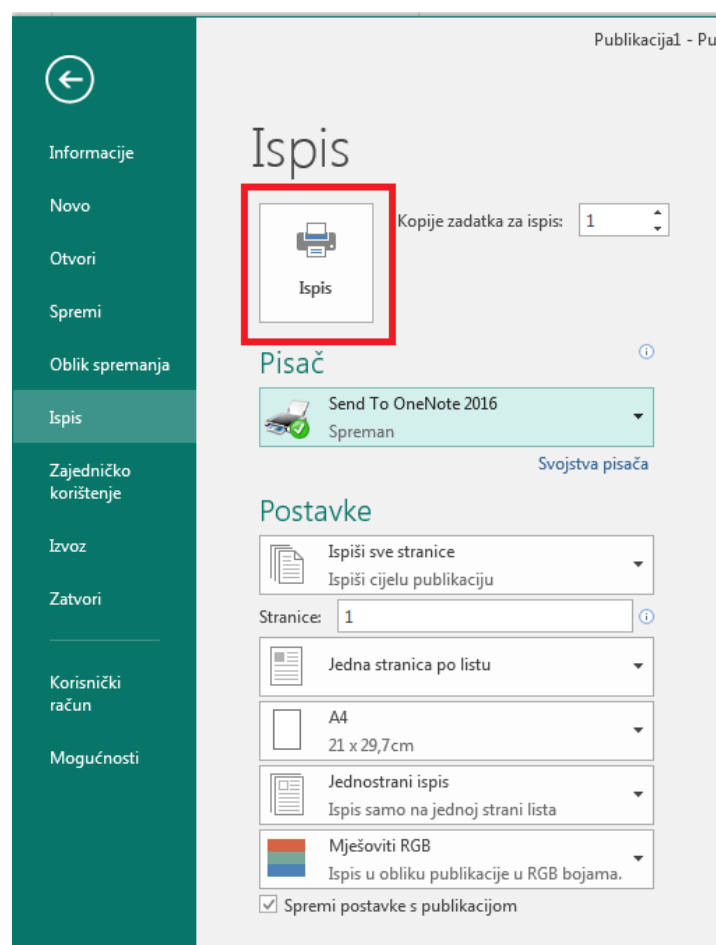 Publikacija1 - Pu
Informacije
Novo
Otvori
Spremi
Oblik spremanja
Ispis
Zajedničko
korištenje
Izvoz
Zatvori
Korisnički
račun
Mogućnosti
Ispis
Kopije zadatka za ispis: 1
Ispis
Pisač
Send To OneNote 2016
Spreman
Svojstva pisača
Postavke
Ispiši sve stranice
Ispiši cijelu publikaciju
Stranice: 1
Jedna stranica po listu
A4
21 x 29,7cm
Jednostrani ispis
Ispis samo na jednoj strani lista
Mješoviti RGB
Ispis u obliku publikacije u RGB bojama.
Spremi postavke s publikacijom